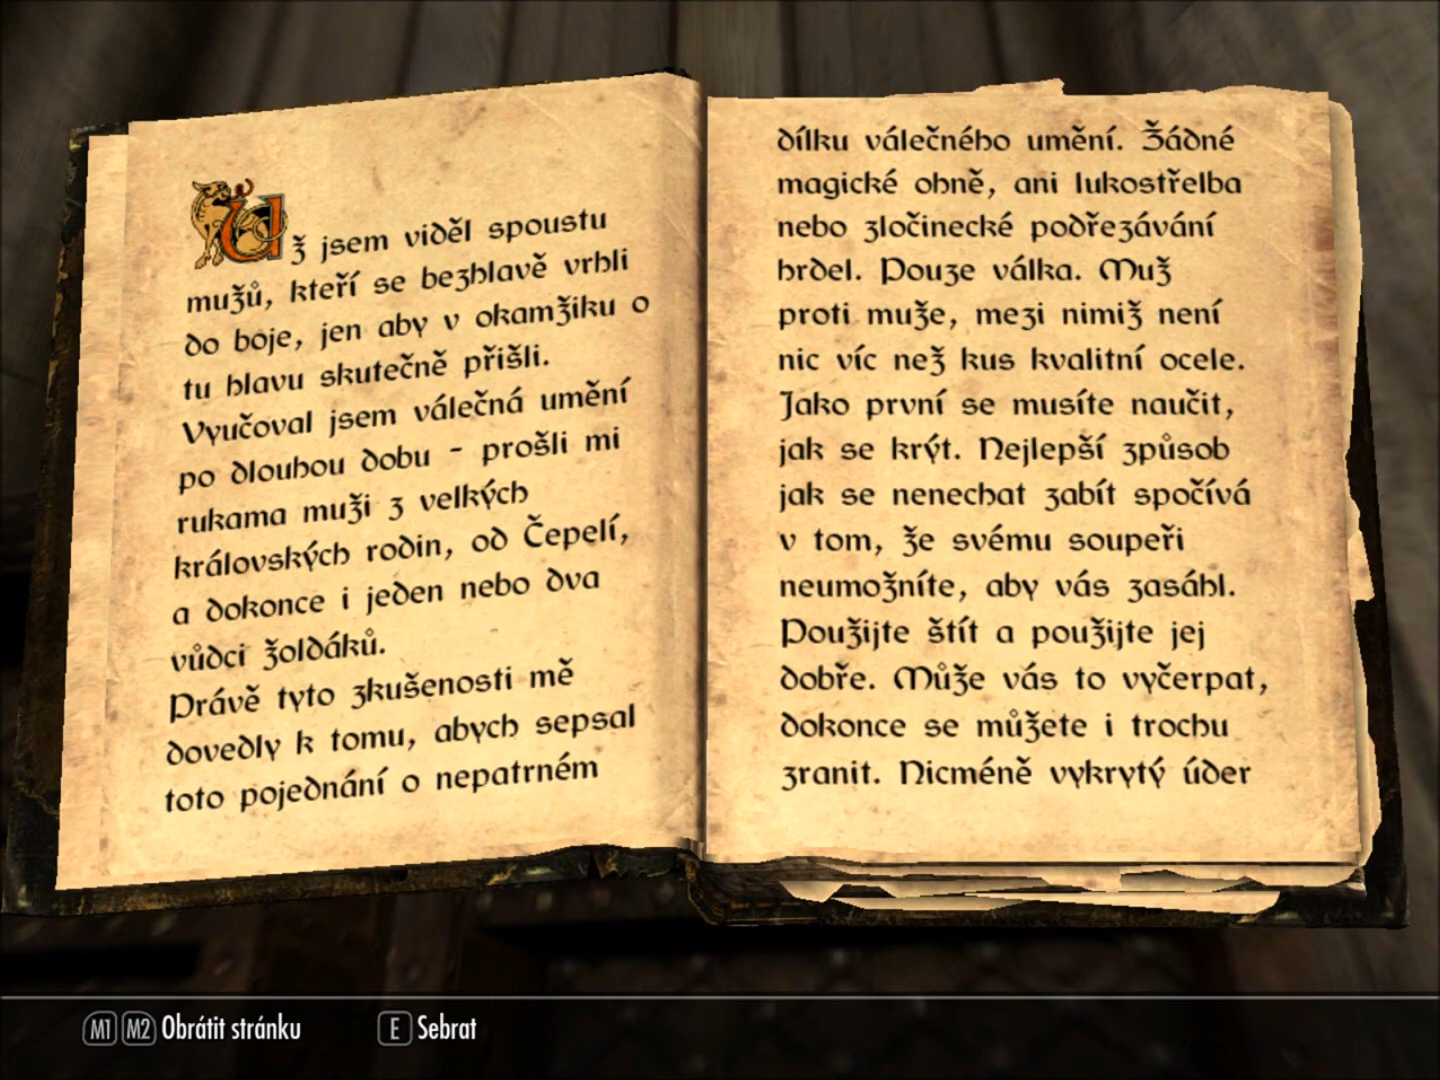 Už jsem viděl spoustu
mužů, kteří se bezhlavě vrhli
do boje, jen aby v okamžiku o
tu hlavu skutečně přišli.
Vyučoval jsem válečná umění
po dlouhou dobu - prošli mi
rukama muži z velkých
královských rodin, od Čepelí,
a dokonce i jeden nebo dva
vůdci žoldáků.
Právě tyto zkušenosti mě
dovedly k tomu, abych sepsal
toto pojednání o nepatrném
dílku válečného umění. Žádné
magické ohně, ani lukostřelba
nebo zločinecké podřezávání
hrdel. Pouze válka. Muž
proti muže, mezi nimiž není
nic víc než kus kvalitní ocele.
Jako první se musíte naučit,
jak se krýt. Nejlepší způsob
jak se nenechat zabít spočívá
v tom, že svému soupeři
neumožníte, aby vás zasáhl.
Použijte štít a použijte jej
dobře. Může vás to vyčerpat,
dokonce se můžete i trochu
zranit. Nicméně vykrytý úder
M1 M2 Obrátit stránku E Sebrat